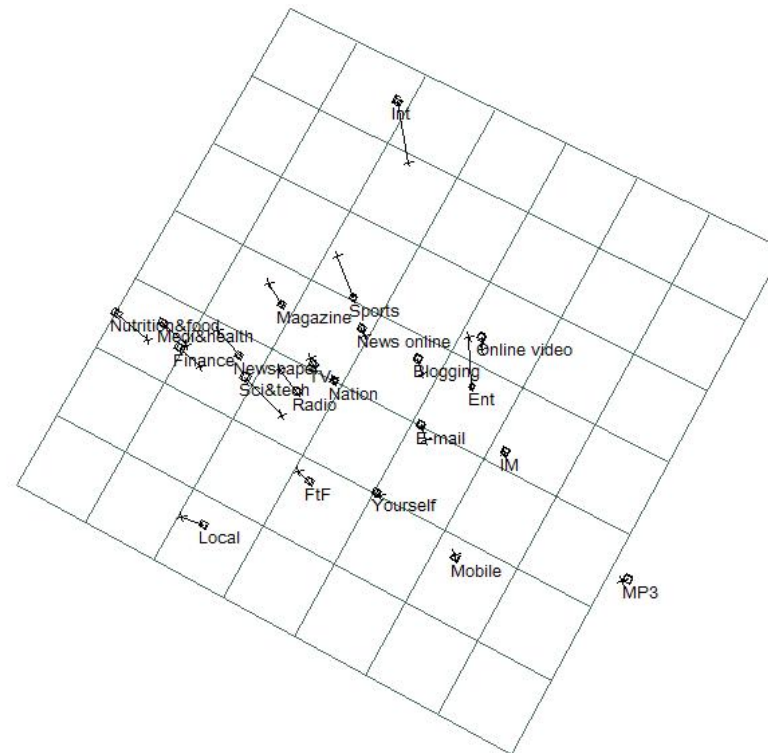 Int
Sports
Magazine
Nutrition&food
News online
Medi&health
Online video
Finance
Newspaper
Blogging
TV
Sci&tech
Nation
Radio
Ent
E-mail
IM
FtF
Yourself
Local
Mobile
MP3